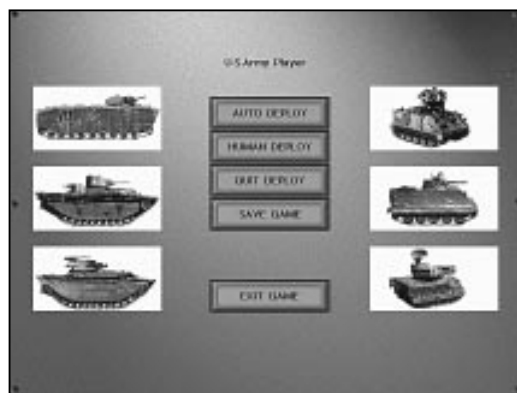 U·S·Army Player
AUTO DEPLOY
HUMAN DEPLOY
QUIT DEPLOY
SAVE GAME
EXIT GAME